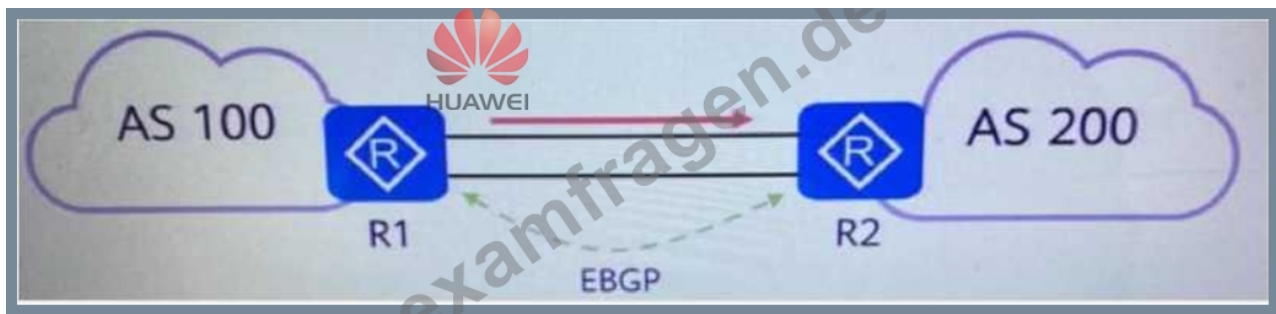 AS 100
HUAWEI
AS 200
R
R
R1
R2
EBGP
examfragen.de